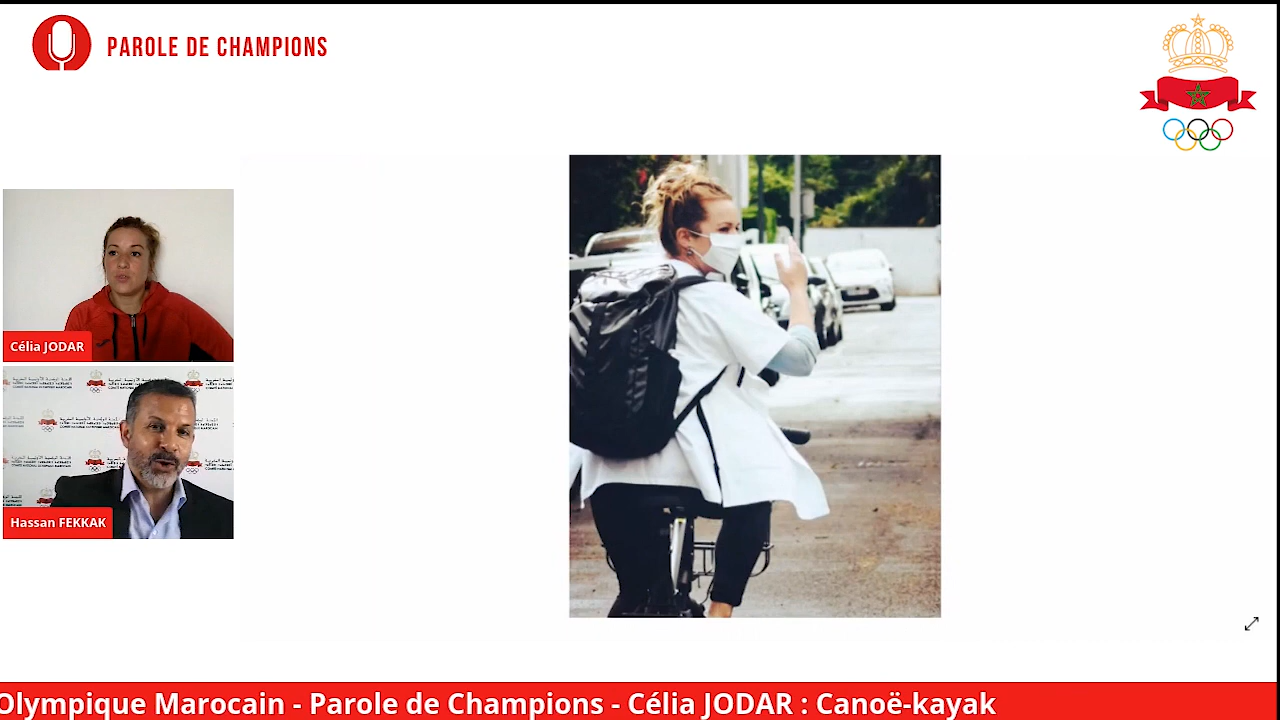 PAROLE DE CHAMPIONS
Célia JODAR
Hassan FEKKAK
Olympique Marocain - Parole de Champions - Célia JODAR : Canoë-kayak